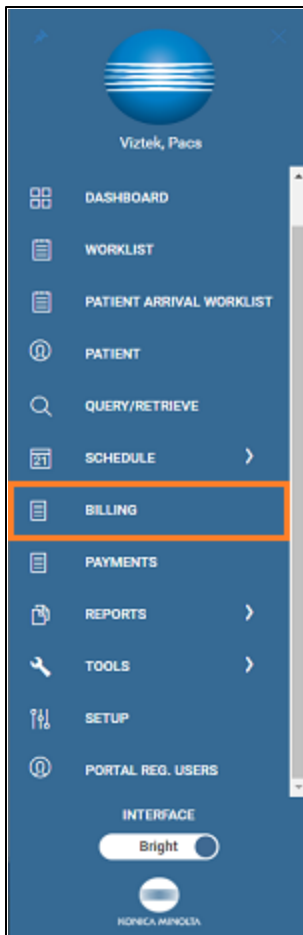 Viztek, Pacs
DASHBOARD
WORKLIST
PATIENT ARRIVAL WORKLIST
PATIENT
QUERY/RETRIEVE
21 SCHEDULE
BILLING
PAYMENTS
REPORTS
TOOLS
SETUP
PORTAL REG. USERS
INTERFACE
Bright
KONICA MINOLTA